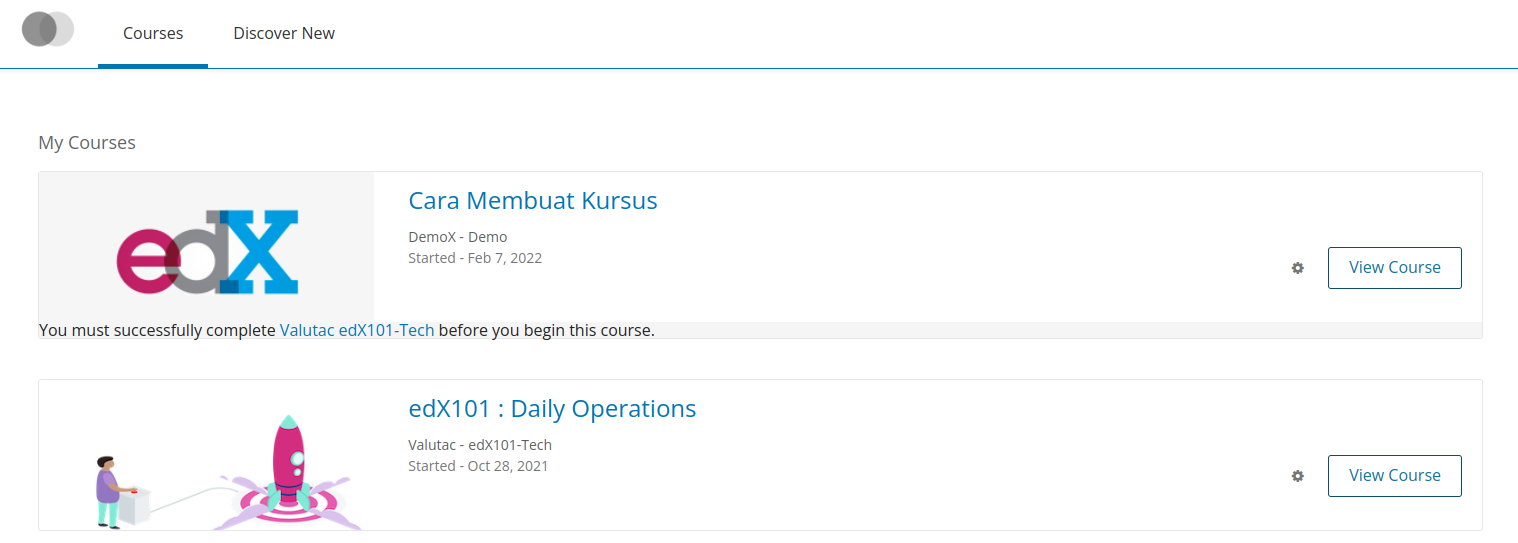 Courses
Discover New
My Courses
edX
Cara Membuat Kursus
DemoX - Demo
Started - Feb 7, 2022
View Course
You must successfully complete Valutac edX101-Tech before you begin this course.
edX101 : Daily Operations
Valutac - edX101-Tech
Started - Oct 28, 2021
View Course